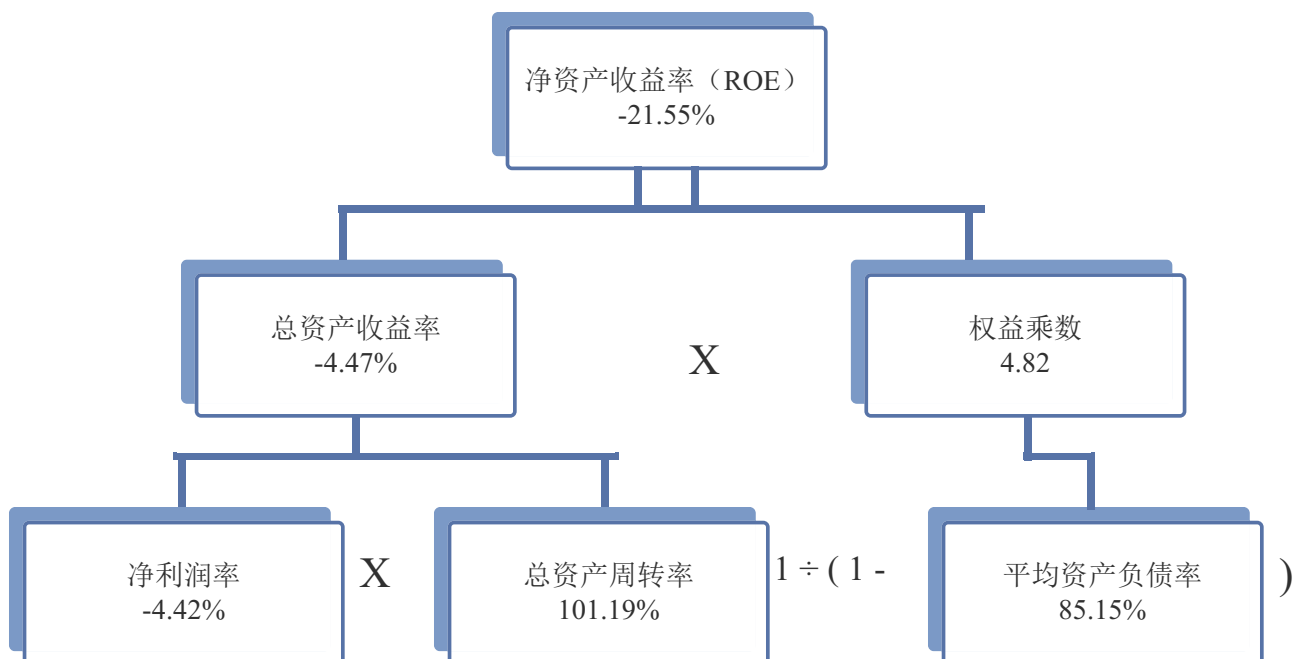 净资产收益率（ROE）
-21.55%
总资产收益率
-4.47%
X
权益乘数
4.82
净利润率
-4.42%
X
总资产周转率
101.19%
1 ÷ ( 1 -
平均资产负债率
85.15%
)